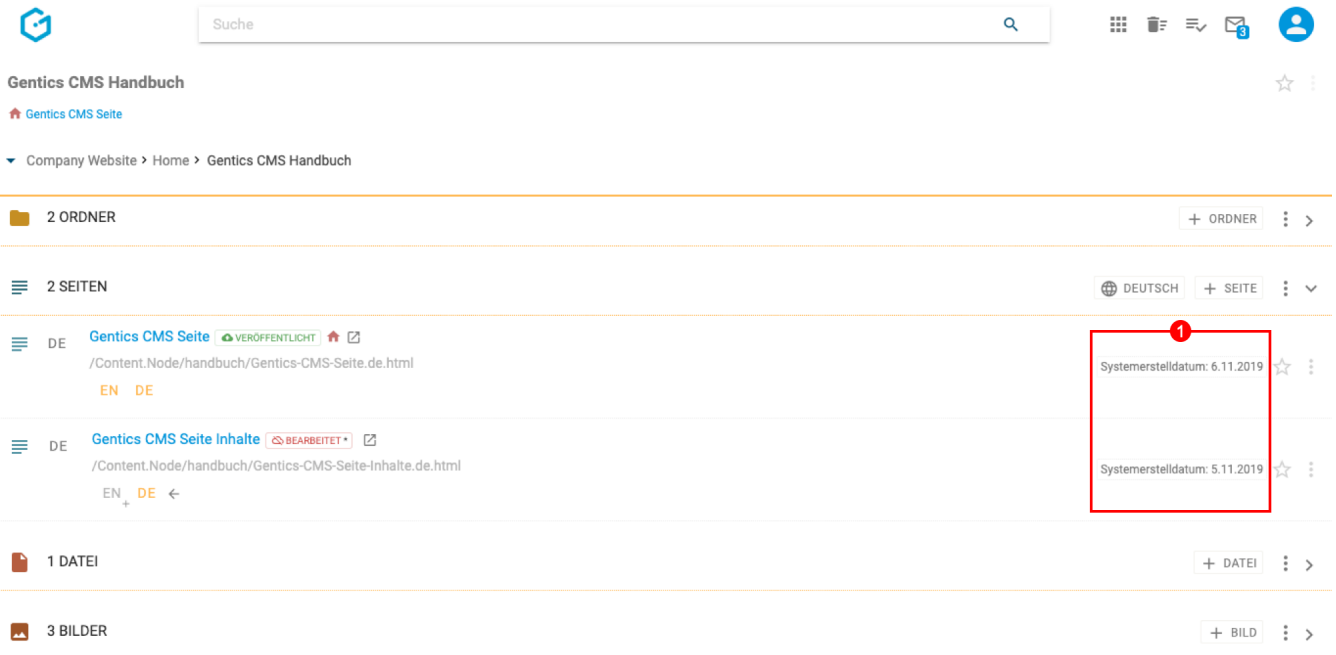 Suche
3
Gentics CMS Handbuch
Gentics CMS Seite
Company Website > Home > Gentics CMS Handbuch
2 ORDNER + ORDNER
2 SEITEN DEUTSCH + SEITE
1
DE Gentics CMS Seite VERÖFFENTLICHT
/Content.Node/handbuch/Gentics-CMS-Seite.de.html Systemerstelldatum: 6.11.2019
EN DE
DE Gentics CMS Seite Inhalte BEARBEITET *
/Content.Node/handbuch/Gentics-CMS-Seite-Inhalte.de.html Systemerstelldatum: 5.11.2019
EN + DE ←
1 DATEI + DATEI
3 BILDER + BILD